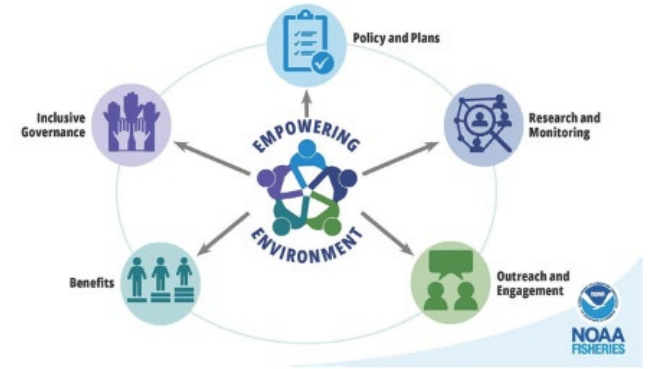 Policy and Plans
Inclusive
Governance
EMPOWERING
Research and
Monitoring
ENVIRONMENT
Benefits
Outreach and
Engagement
NOAA
NOAA
FISHERIES